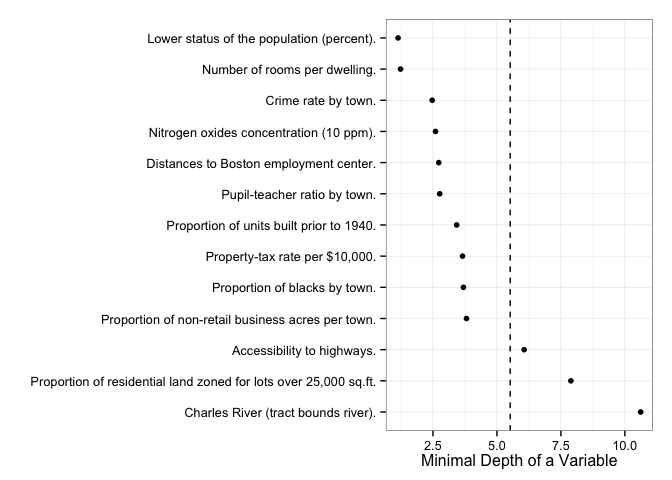 Lower status of the population (percent).
Number of rooms per dwelling.
Crime rate by town.
Nitrogen oxides concentration (10 ppm).
Distances to Boston employment center.
Pupil-teacher ratio by town.
Proportion of units built prior to 1940.
Property-tax rate per $10,000.
Proportion of blacks by town.
Proportion of non-retail business acres per town.
Accessibility to highways.
Proportion of residential land zoned for lots over 25,000 sq.ft.
Charles River (tract bounds river).
2.5 5.0 7.5 10.0
Minimal Depth of a Variable